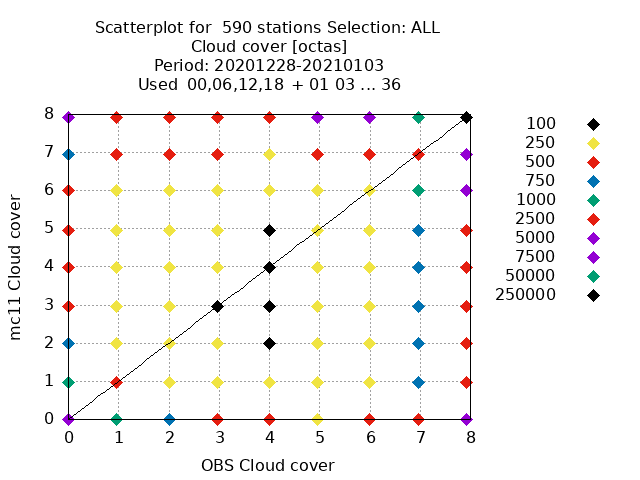 Scatterplot for  590 stations Selection: ALL
Cloud cover [octas]
Period: 20201228-20210103
Used  00,06,12,18  + 01 03 ... 36
8
7
6
5
4
3
2
1
0
mc11 Cloud cover
0 1 2 3 4 5 6 7 8
OBS Cloud cover
100
250
500
750
1000
2500
5000
7500
50000
250000